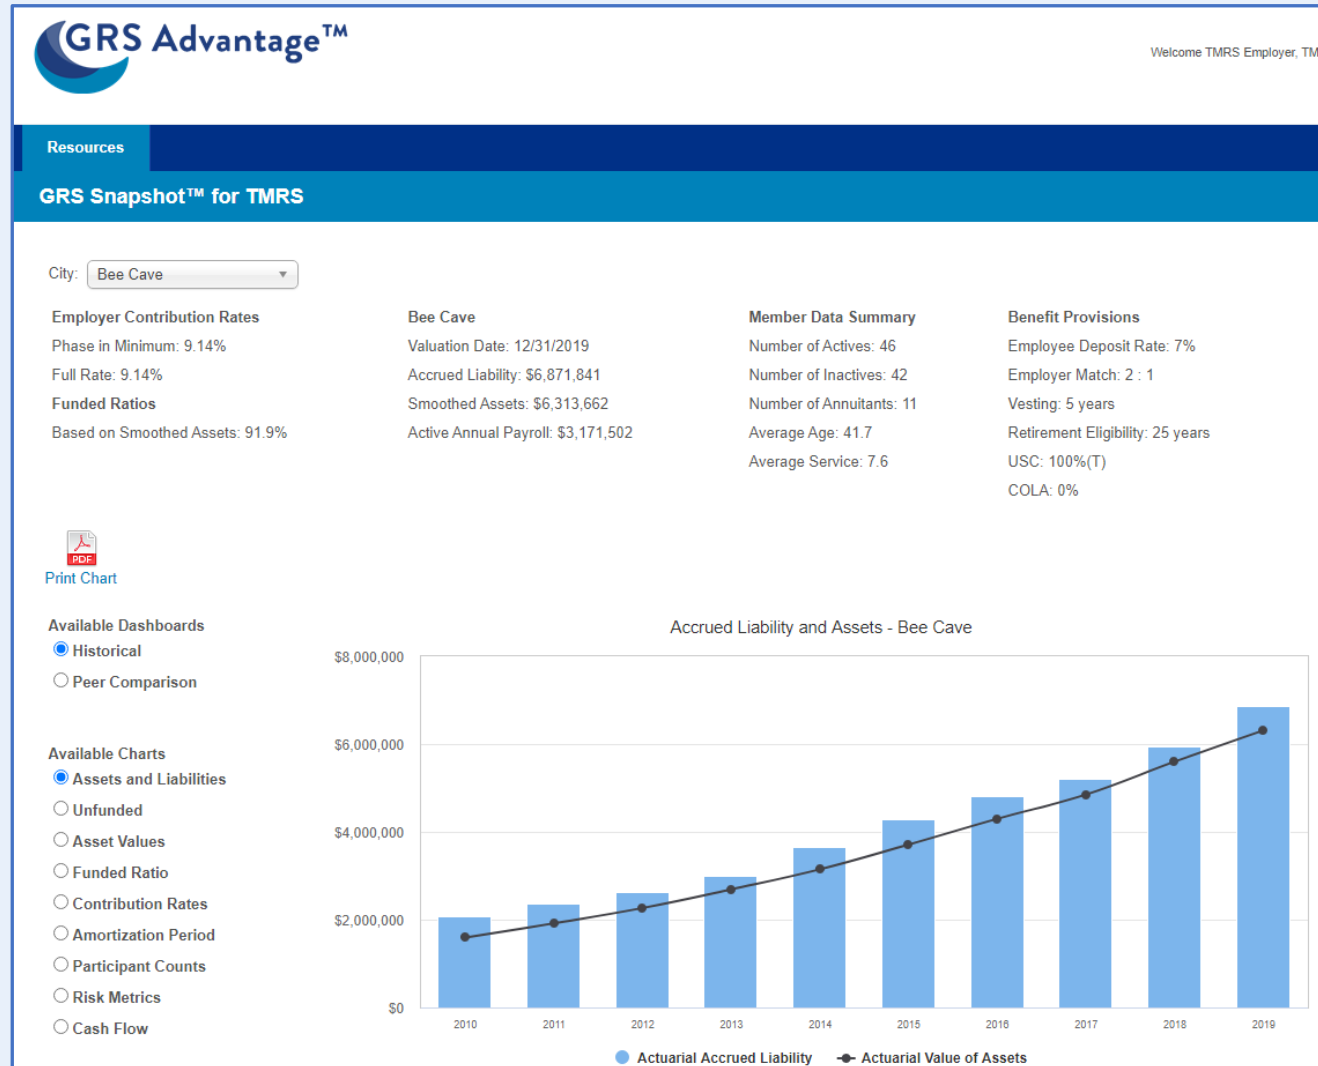 GRS Advantage™
Welcome TMRS Employer, TM
Resources
GRS Snapshot™ for TMRS
City: Bee Cave
Employer Contribution Rates
Phase in Minimum: 9.14%
Full Rate: 9.14%
Funded Ratios
Based on Smoothed Assets: 91.9%
Bee Cave
Valuation Date: 12/31/2019
Accrued Liability: $6,871,841
Smoothed Assets: $6,313,662
Active Annual Payroll: $3,171,502
Member Data Summary
Number of Actives: 46
Number of Inactives: 42
Number of Annuitants: 11
Average Age: 41.7
Average Service: 7.6
Benefit Provisions
Employee Deposit Rate: 7%
Employer Match: 2 : 1
Vesting: 5 years
Retirement Eligibility: 25 years
USC: 100%(T)
COLA: 0%
PDF
Print Chart
Available Dashboards
Historical
Peer Comparison
Available Charts
Assets and Liabilities
Unfunded
Asset Values
Funded Ratio
Contribution Rates
Amortization Period
Participant Counts
Risk Metrics
Cash Flow
Accrued Liability and Assets - Bee Cave
$8,000,000
$6,000,000
$4,000,000
$2,000,000
$0
2010 2011 2012 2013 2014 2015 2016 2017 2018 2019
Actuarial Accrued Liability Actuarial Value of Assets